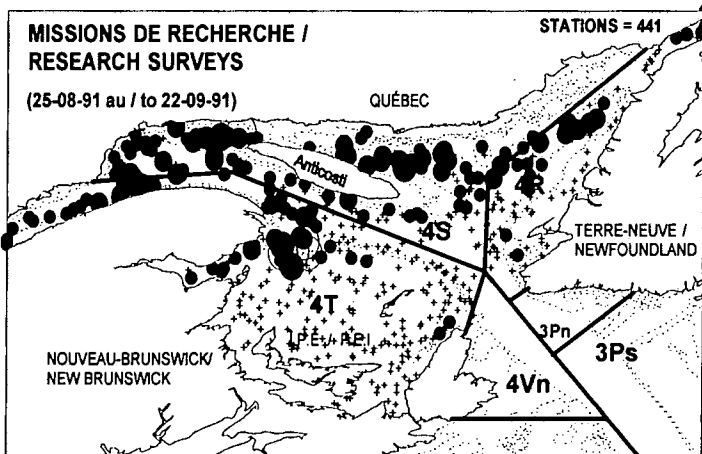 MISSIONS DE RECHERCHE /
RESEARCH SURVEYS
(25-08-91 au / to 22-09-91)
STATIONS = 441
QUÉBEC
Anticosti
4R
4S
TERRE-NEUVE /
NEWFOUNDLAND
4T
3Pn
3Ps
NOUVEAU-BRUNSWICK/
NEW BRUNSWICK
4Vn